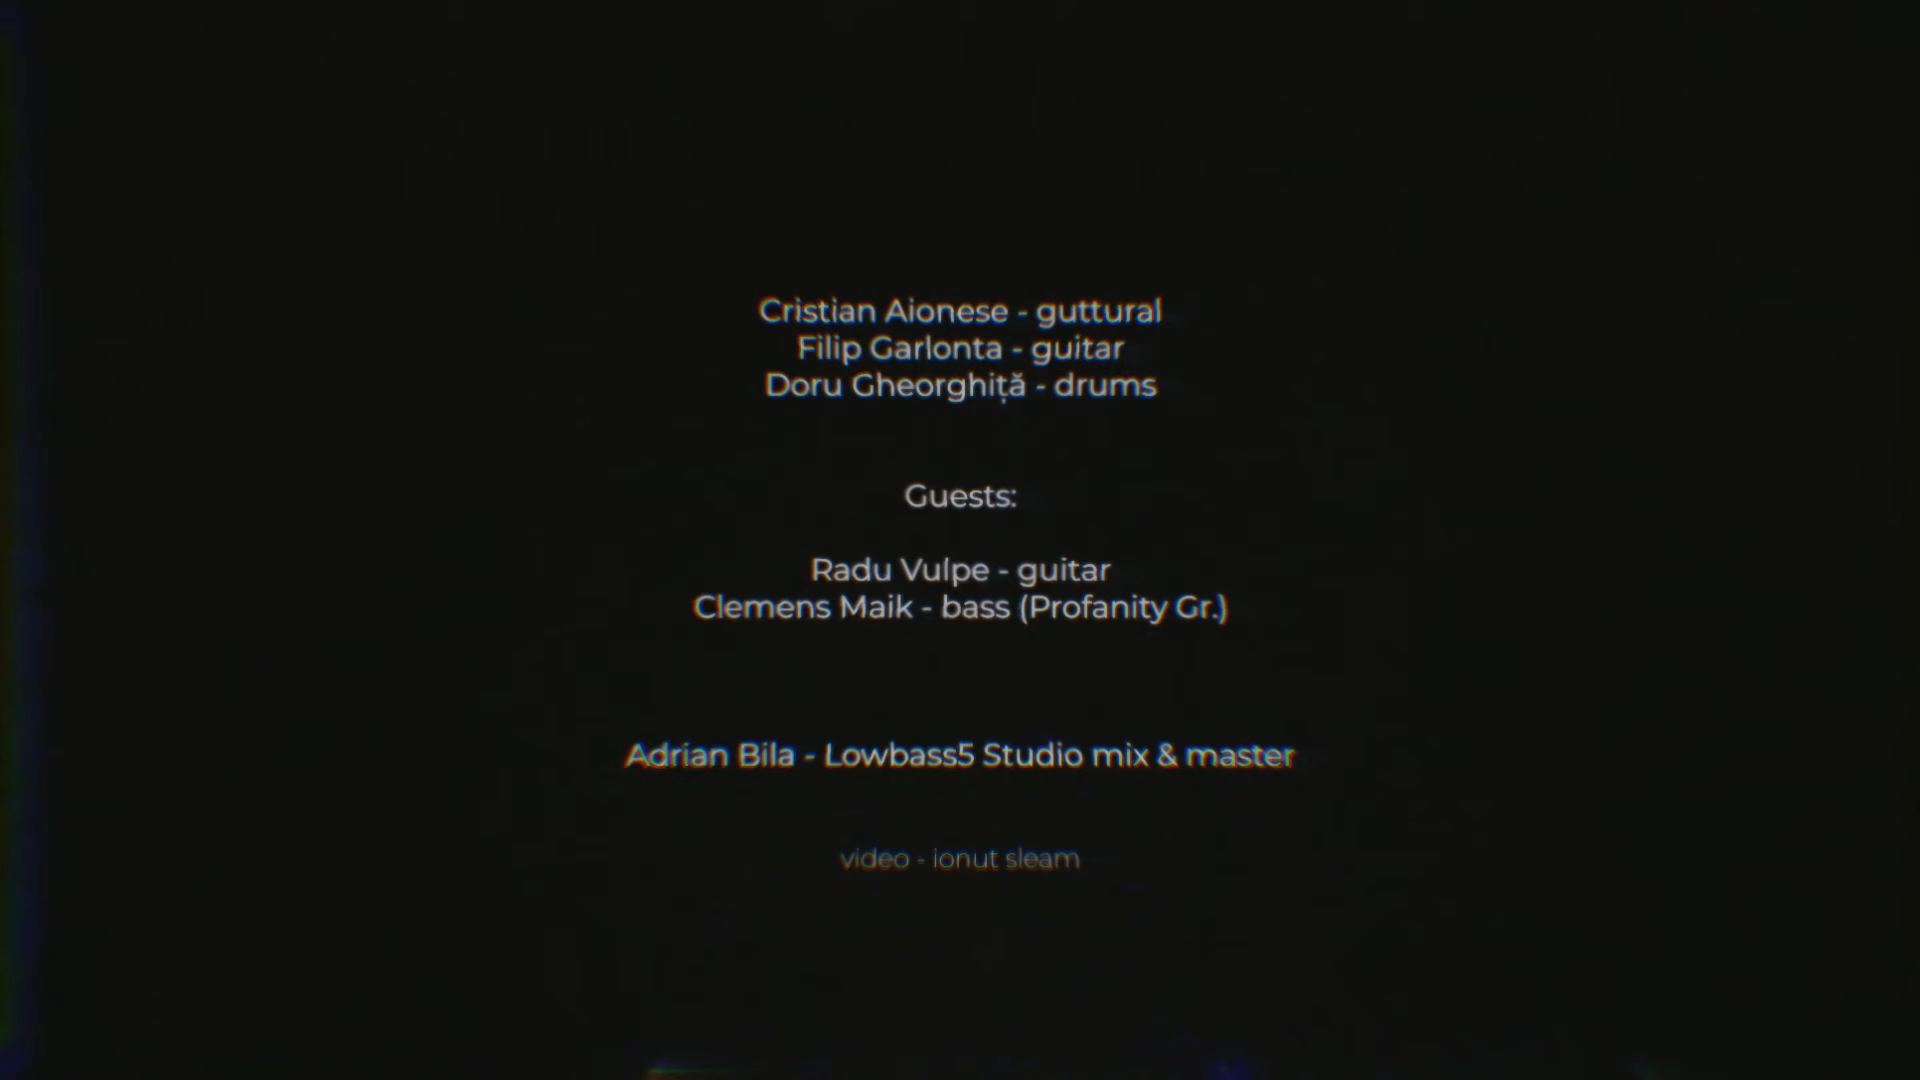 Cristian Aionese - guttural
Filip Garlonta - guitar
Doru Gheorghiță - drums
Guests:
Radu Vulpe - guitar
Clemens Maik - bass (Profanity Gr.)
Adrian Bila - Lowbass5 Studio mix & master
video - ionut sleam